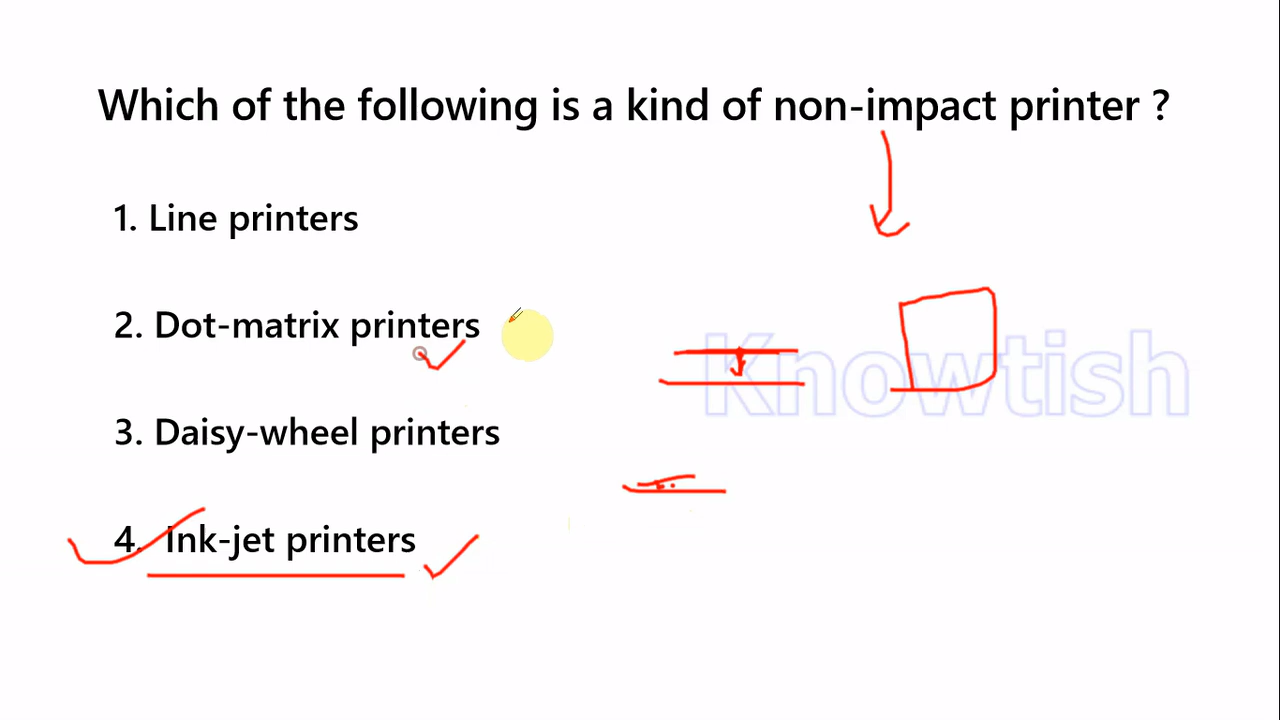 Which of the following is a kind of non-impact printer ?
1. Line printers
2. Dot-matrix printers
Knowtish
3. Daisy-wheel printers
4. Ink-jet printers